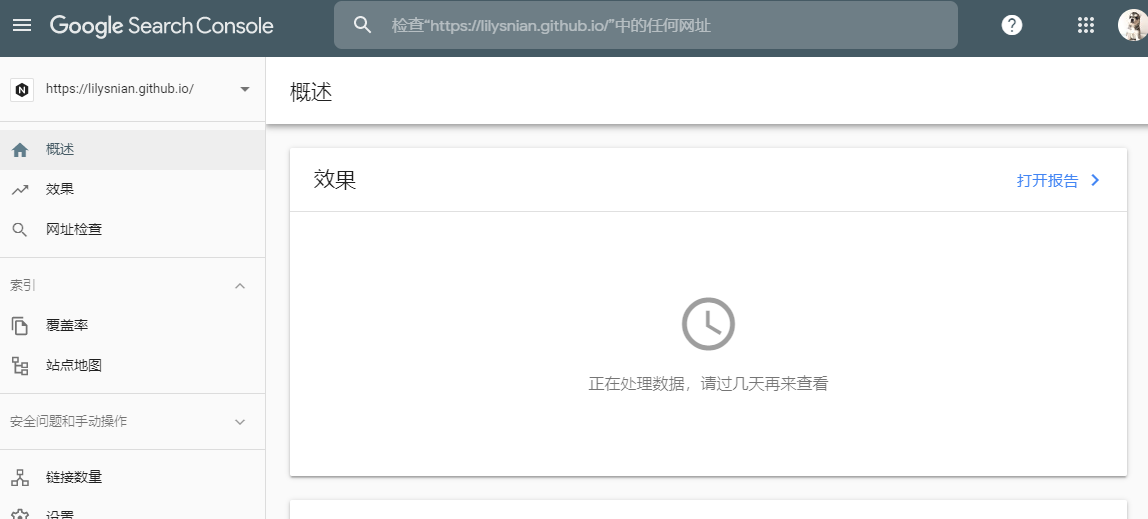 Google Search Console
检查“https://lilysnian.github.io/”中的任何网址
N
https://lilysnian.github.io/
概述
概述
效果
网址检查
索引
覆盖率
站点地图
安全问题和手动操作
链接数量
设置
效果
打开报告
正在处理数据，请过几天再来查看